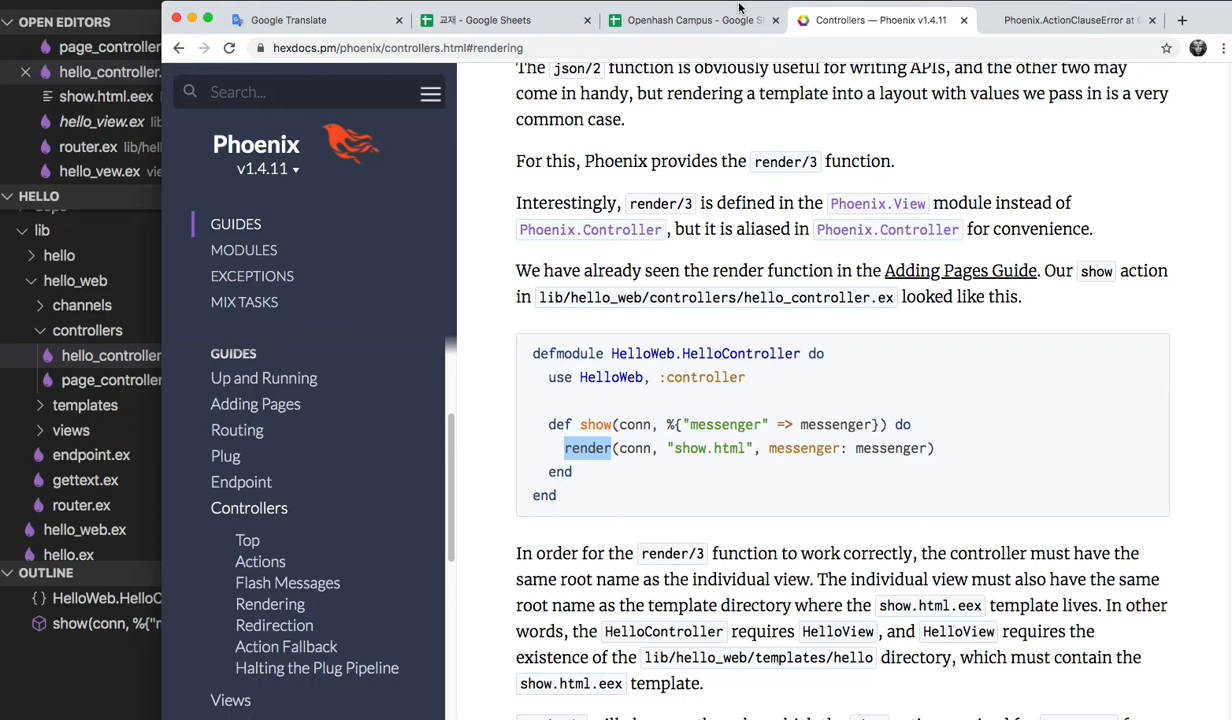 OPEN EDITORS
page_controller
hello_controller.
show.html.eex
hello_view.ex lib
router.ex lib/he
hello_vew.ex vie
HELLO
lib
hello
hello_web
channels
controllers
hello_controller
page_controller
templates
views
endpoint.ex
gettext.ex
router.ex
hello_web.ex
hello.ex
OUTLINE
{ } HelloWeb.HelloC
show(conn, %{"m
Google Translate
교재 - Google Sheets
Openhash Campus - Google S
Controllers — Phoenix v1.4.11
Phoenix.ActionClauseError at G
hexdocs.pm/phoenix/controllers.html#rendering
Search...
Phoenix
v1.4.11
GUIDES
MODULES
EXCEPTIONS
MIX TASKS
GUIDES
Up and Running
Adding Pages
Routing
Plug
Endpoint
Controllers
Top
Actions
Flash Messages
Rendering
Redirection
Action Fallback
Halting the Plug Pipeline
Views
The json/2 function is obviously useful for writing APIs, and the other two may
come in handy, but rendering a template into a layout with values we pass in is a very
common case.
For this, Phoenix provides the render/3 function.
Interestingly, render/3 is defined in the Phoenix.View module instead of
Phoenix.Controller, but it is aliased in Phoenix.Controller for convenience.
We have already seen the render function in the Adding Pages Guide. Our show action
in lib/hello_web/controllers/hello_controller.ex looked like this.
defmodule HelloWeb.HelloController do
use HelloWeb, :controller
def show(conn, %{"messenger" => messenger}) do
render(conn, "show.html", messenger: messenger)
end
end
In order for the render/3 function to work correctly, the controller must have the
same root name as the individual view. The individual view must also have the same
root name as the template directory where the show.html.eex template lives. In other
words, the HelloController requires HelloView, and HelloView requires the
existence of the lib/hello_web/templates/hello directory, which must contain the
show.html.eex template.